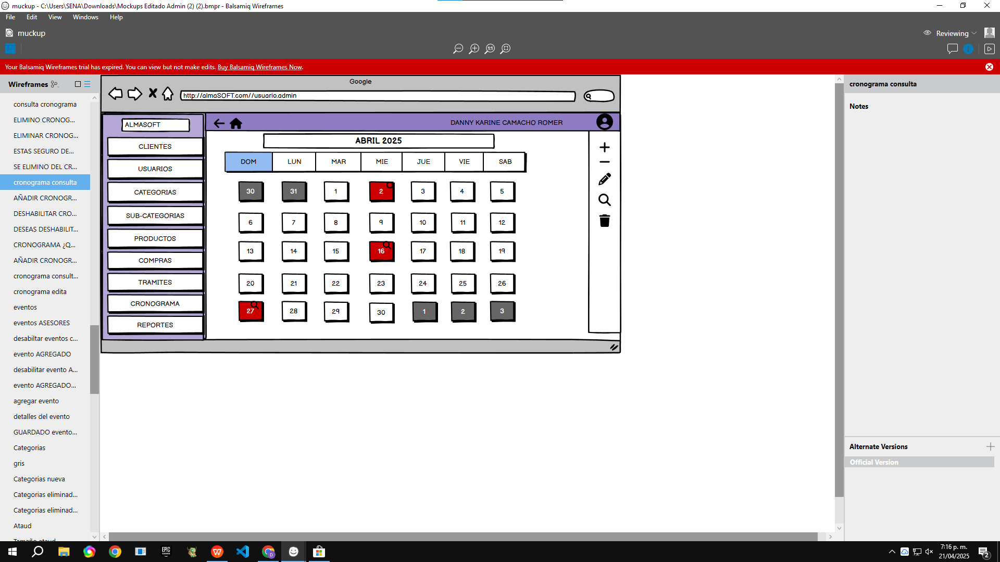 muckup - C:\Users\SENA\Downloads\Mockups Editado Admin (2) (2).bmpr - Balsamiq Wireframes
File Edit View Windows Help
muckup
Reviewing
1:1
Your Balsamiq Wireframes trial has expired. You can view but not make edits. Buy Balsamiq Wireframes Now.
Wireframes
consulta cronograma
ELIMINO CRONOG...
ELIMINAR CRONOG...
ESTAS SEGURO DE...
SE ELIMINO DEL CR...
cronograma consulta
AÑADIR CRONOGR...
DESHABILITAR CRO...
DESEAS DESHABILIT...
CRONOGRAMA ¿Q...
AÑADIR CRONOGR...
cronograma consult...
cronograma edita
eventos
eventos ASESORES
desabiltar eventos c...
evento AGREGADO
desabilitar evento A...
evento AGREGADO...
agregar evento
detalles del evento
GUARDADO evento...
Categorias
gris
Categorias nueva
Categorias eliminad...
Categorias eliminad...
Ataud
Tamaño ataud
Google
http://almaSOFT.com//usuario.admin
ALMASOFT
CLIENTES
USUARIOS
CATEGORIAS
SUB-CATEGORIAS
PRODUCTOS
COMPRAS
TRAMITES
CRONOGRAMA
REPORTES
DANNY KARINE CAMACHO ROMER
ABRIL 2025
DOM LUN MAR MIE JUE VIE SAB
30 31 1 2 3 4 5
6 7 8 9 10 11 12
13 14 15 16 17 18 19
20 21 22 23 24 25 26
27 28 29 30 1 2 3
cronograma consulta
Notes
Alternate Versions
Official Version
EPIC
GAMES
D
7:16 p. m.
21/04/2025
2